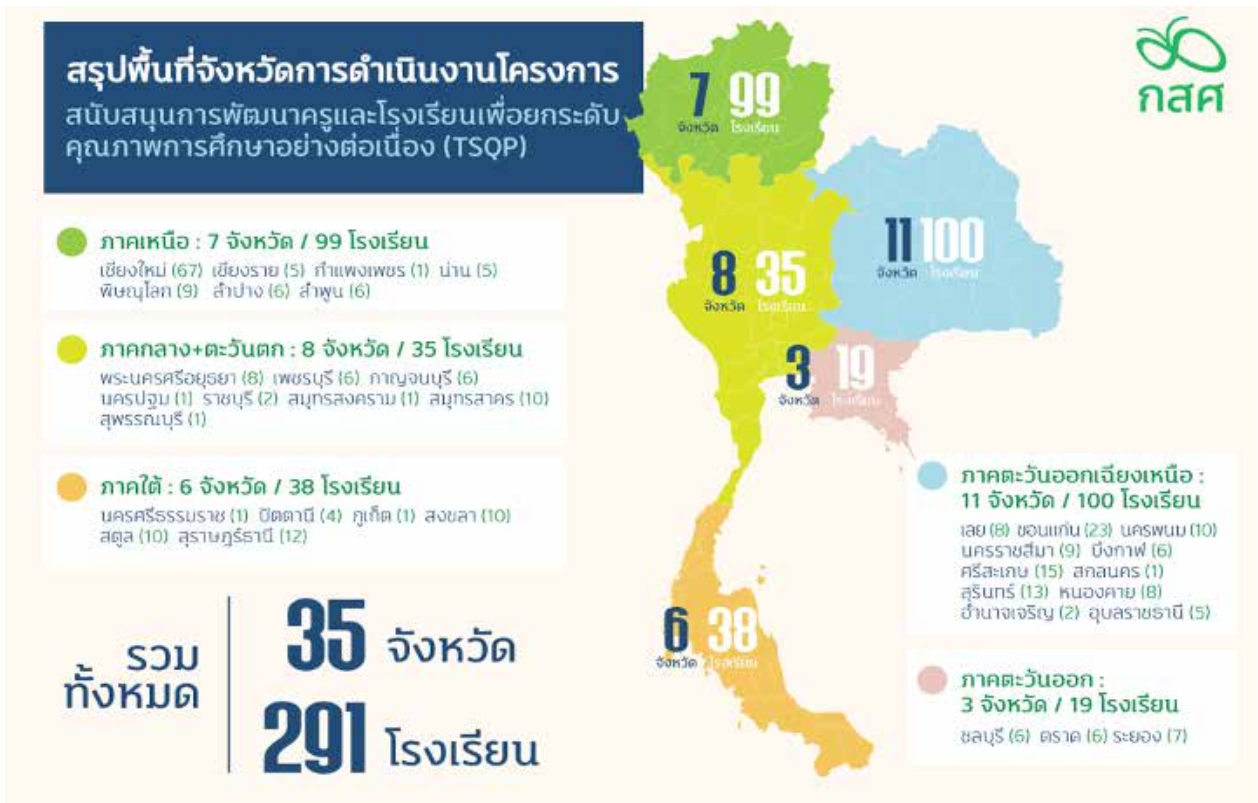 สรุปพื้นที่จังหวัดการดำเนินงานโครงการ
สนับสนุนการพัฒนาครูและโรงเรียนเพื่อยกระดับ
คุณภาพการศึกษาอย่างต่อเนื่อง (TSQP)
กสศ
7 99
จังหวัด โรงเรียน
11 100
จังหวัด โรงเรียน
8 35
จังหวัด โรงเรียน
3 19
จังหวัด โรงเรียน
6 38
จังหวัด โรงเรียน
ภาคเหนือ : 7 จังหวัด / 99 โรงเรียน
เชียงใหม่ (67) เชียงราย (5) กำแพงเพชร (1) น่าน (5)
พิษณุโลก (9) ลำปาง (6) ลำพูน (6)
ภาคกลาง+ตะวันตก : 8 จังหวัด / 35 โรงเรียน
พระนครศรีอยุธยา (8) เพชรบุรี (6) กาญจนบุรี (6)
นครปฐม (1) ราชบุรี (2) สมุทรสงคราม (1) สมุทรสาคร (10)
สุพรรณบุรี (1)
ภาคใต้ : 6 จังหวัด / 38 โรงเรียน
นครศรีธรรมราช (1) ปัตตานี (4) ภูเก็ต (1) สงขลา (10)
สตูล (10) สุราษฎร์ธานี (12)
ภาคตะวันออกเฉียงเหนือ :
11 จังหวัด / 100 โรงเรียน
เลย (8) ขอนแก่น (23) นครพนม (10)
นครราชสีมา (9) บึงกาฬ (6)
ศรีสะเกษ (15) สกลนคร (1)
สุรินทร์ (13) หนองคาย (8)
อำนาจเจริญ (2) อุบลราชธานี (5)
ภาคตะวันออก :
3 จังหวัด / 19 โรงเรียน
ชลบุรี (6) ตราด (6) ระยอง (7)
รวม
ทั้งหมด
35 จังหวัด
291 โรงเรียน